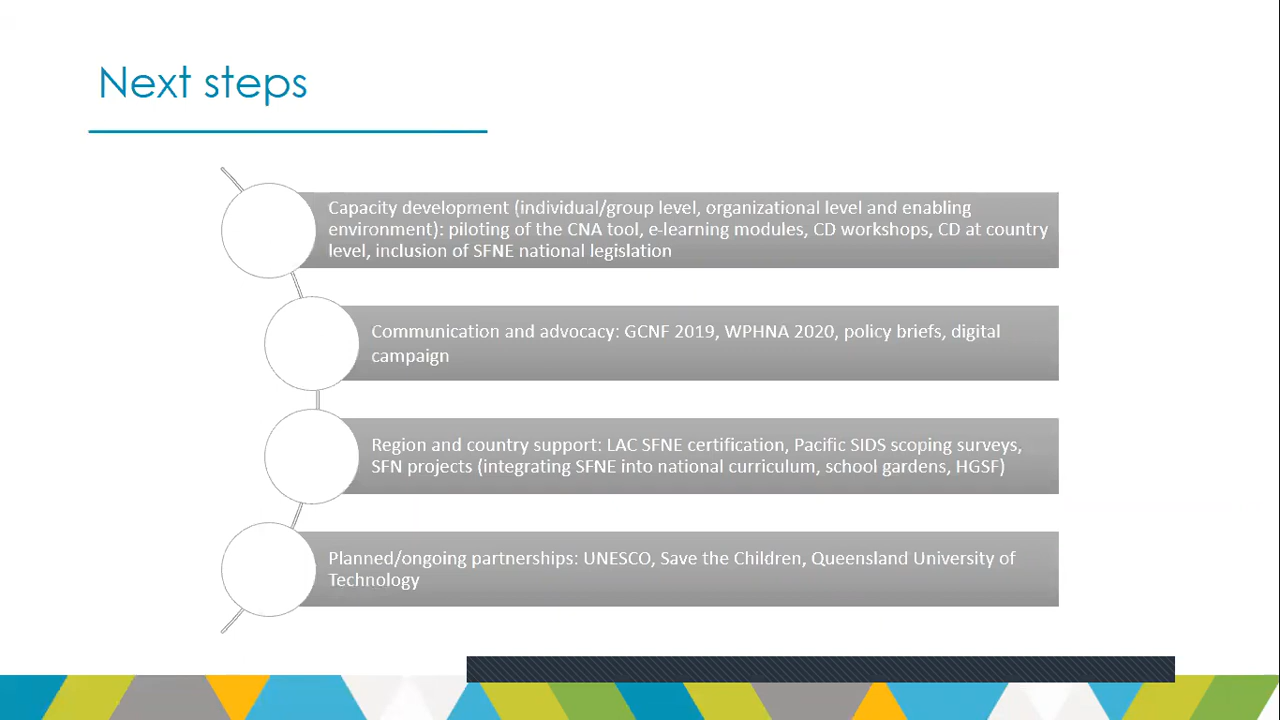 Next steps
Capacity development (individual/group level, organizational level and enabling
environment): piloting of the CNA tool, e-learning modules, CD workshops, CD at country
level, inclusion of SFNE national legislation
Communication and advocacy: GCNF 2019, WPHNA 2020, policy briefs, digital
campaign
Region and country support: LAC SFNE certification, Pacific SIDS scoping surveys,
SFN projects (integrating SFNE into national curriculum, school gardens, HGSF)
Planned/ongoing partnerships: UNESCO, Save the Children, Queensland University of
Technology